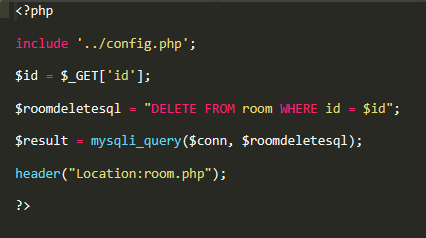 <?php
include '../config.php';
$id = $_GET['id'];
$roomdeletesql = "DELETE FROM room WHERE id = $id";
$result = mysqli_query($conn, $roomdeletesql);
header("Location:room.php");
?>